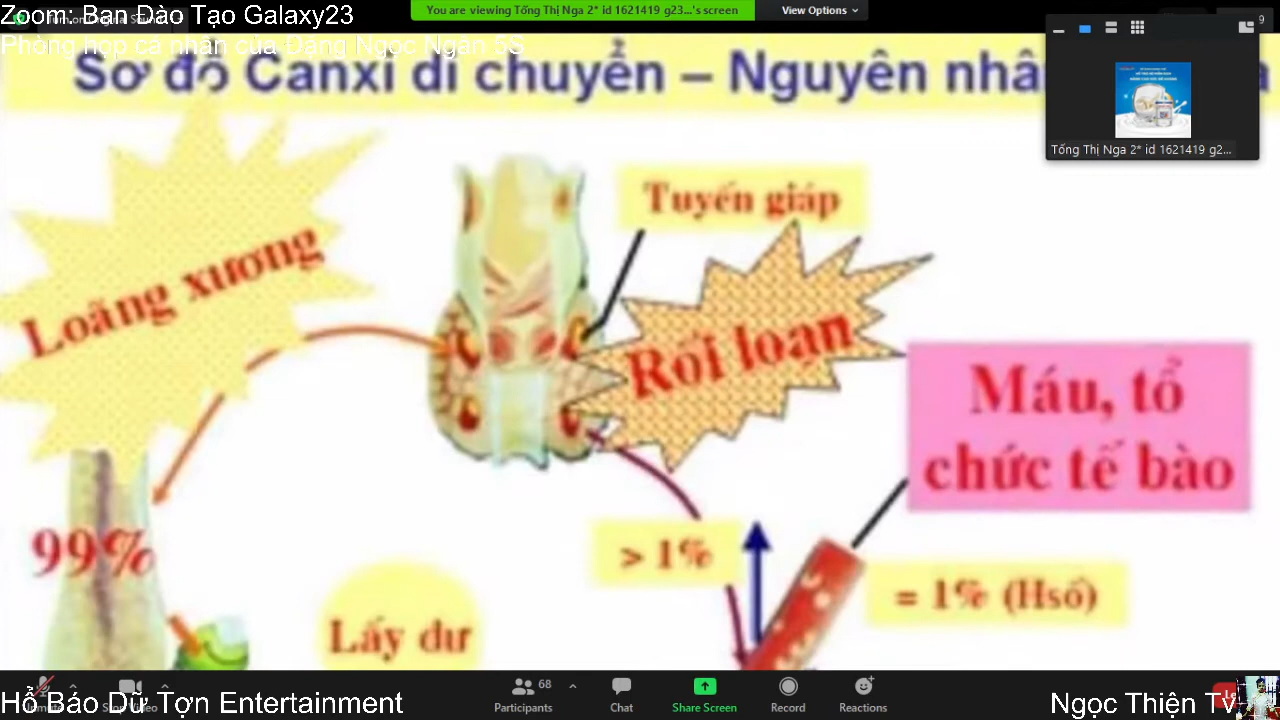 Zoom: Ban Đào Tạo Galaxy23
Phòng họp cá nhân của Đặng Ngọc Ngân 5S
You are viewing Tống Thị Nga 2* id 1621419 g23...'s screen
View Options
Sơ đồ Canxi di chuyển – Nguyên
Tống Thị Nga 2* id 1621419 g2...
Tuyến giáp
Loãng xương
Rối loạn
Máu, tổ
chức tế bào
99%
> 1%
= 1% (Hsố)
Lấy dư
Hổ Báo Dữ Tợn Entertainment
Participants
68
Chat
Share Screen
Record
Reactions
Ngọc Thiện Tv